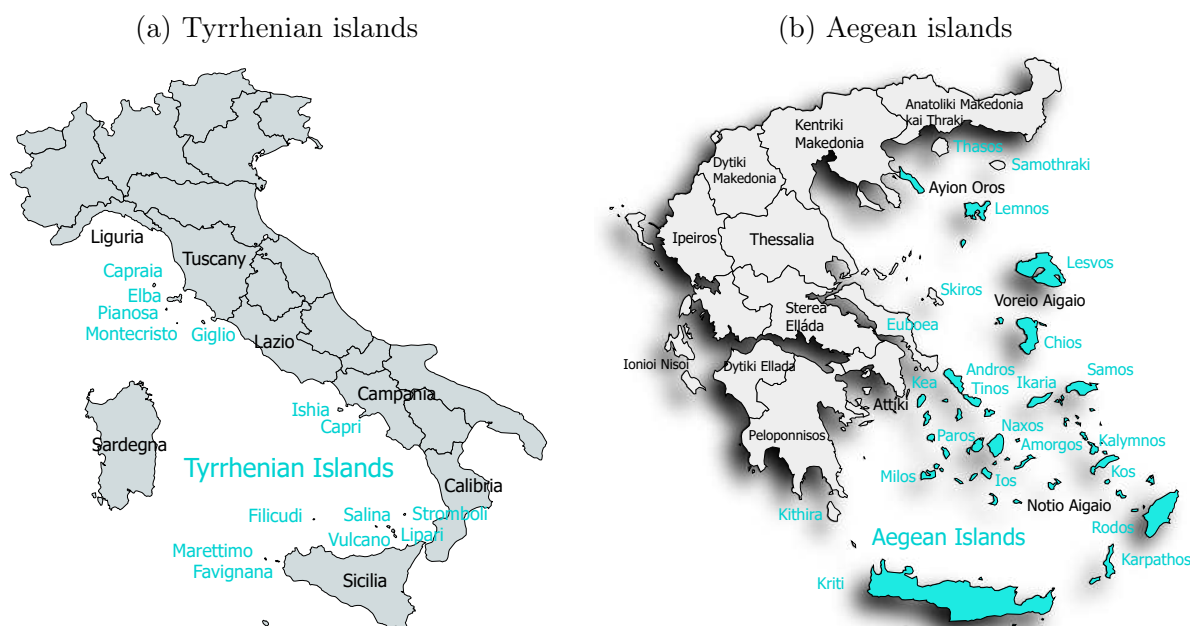 (a) Tyrrhenian islands
Liguria
Tuscany
Capraia
Elba
Pianosa
Montecristo
Giglio
Lazio
Campania
Ishia
Capri
Sardegna
Tyrrhenian Islands
Calibria
Filicudi
Salina
Stromboli
Vulcano
Lipari
Marettimo
Favignana
Sicilia
(b) Aegean islands
Anatoliki Makedonia
kai Thraki
Kentriki
Makedonia
Thasos
Samothraki
Dytiki
Makedonia
Ayion Oros
Lemnos
Ipeiros
Thessalia
Lesvos
Skiros
Voreio Aigaio
Sterea
Elláda
Euboea
Chios
Ionioi Nisoi
Dytiki Ellada
Kea
Andros
Tinos
Ikaria
Samos
Attiki
Peloponnisos
Paros
Naxos
Amorgos
Kalymnos
Milos
Ios
Kos
Kithira
Notio Aigaio
Rodos
Aegean Islands
Karpathos
Kriti